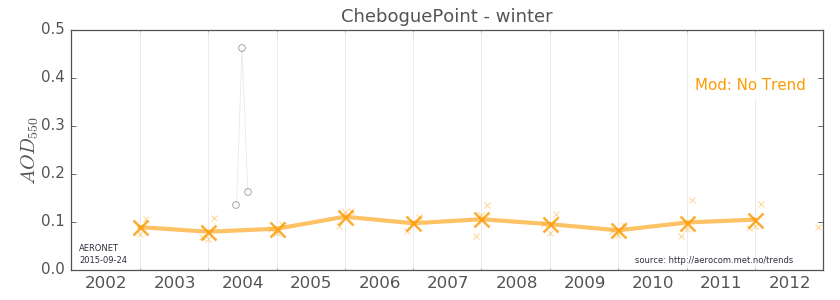 CheboguePoint - winter
0.5
0.4
0.3
0.2
0.1
0.0
AOD550
Mod: No Trend
AERONET
2015-09-24
source: http://aerocom.met.no/trends
2002 2003 2004 2005 2006 2007 2008 2009 2010 2011 2012